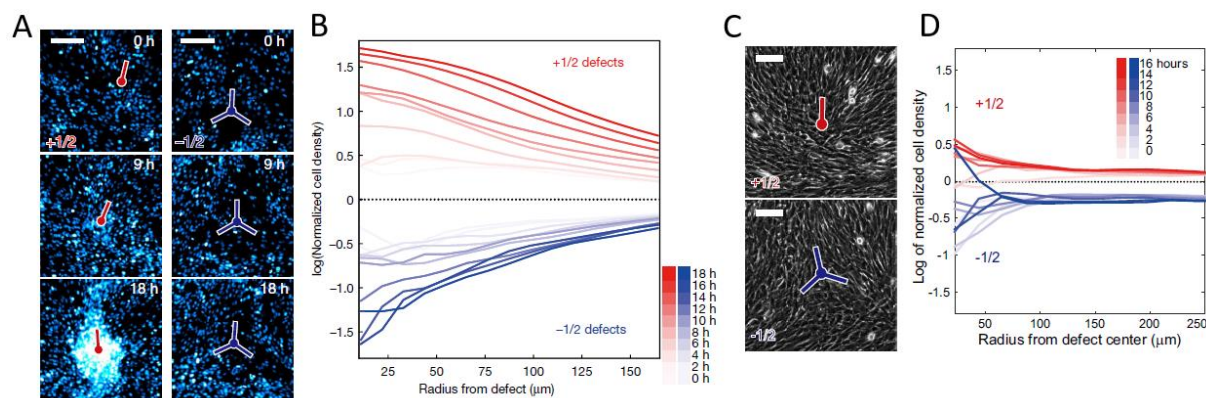 A
0 h
0 h
+1/2
−1/2
9 h
9 h
18 h
18 h
B
1.5
1.0
0.5
0
−0.5
−1.0
−1.5
log(Normalized cell density)
+1/2 defects
−1/2 defects
18 h
16 h
14 h
12 h
10 h
8 h
6 h
4 h
2 h
0 h
25
50
75
100
125
150
Radius from defect (μm)
C
+1/2
-1/2
D
1.5
1
0.5
0
-0.5
-1
-1.5
Log of normalized cell density
+1/2
-1/2
16 hours
14
12
10
8
6
4
2
0
50
100
150
200
250
Radius from defect center (μm)